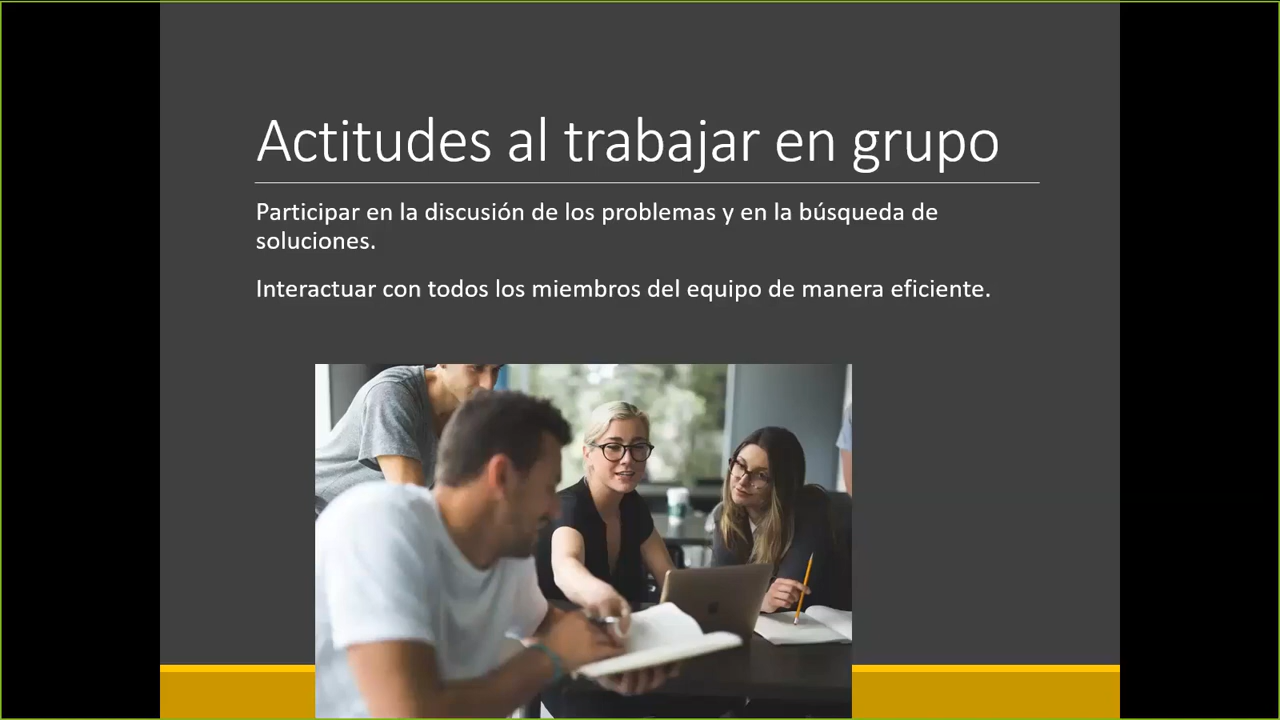 Actitudes al trabajar en grupo
Participar en la discusión de los problemas y en la búsqueda de
soluciones.
Interactuar con todos los miembros del equipo de manera eficiente.